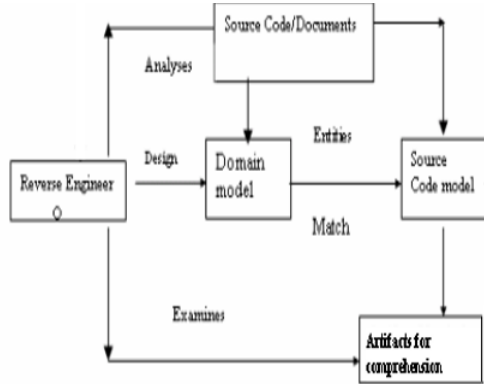 Source Code/Documents
Analyses
Entities
Design
Domain
model
Source
Code model
Reverse Engineer
Match
Examines
Artifacts for
comprehension